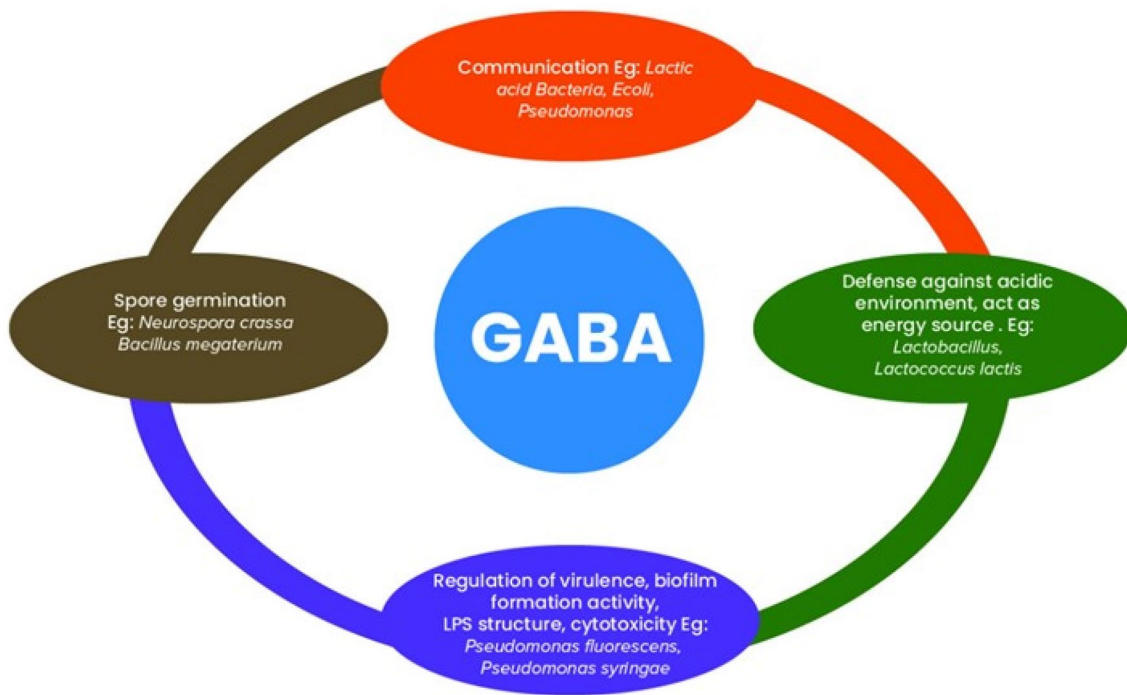 Communication Eg: Lactic
acid Bacteria, Ecoli,
Pseudomonas
Spore germination
Eg: Neurospora crassa
Bacillus megaterium
GABA
Defense against acidic
environment, act as
energy source . Eg:
Lactobacillus,
Lactococcus lactis
Regulation of virulence, biofilm
formation activity,
LPS structure, cytotoxicity Eg:
Pseudomonas fluorescens,
Pseudomonas syringae